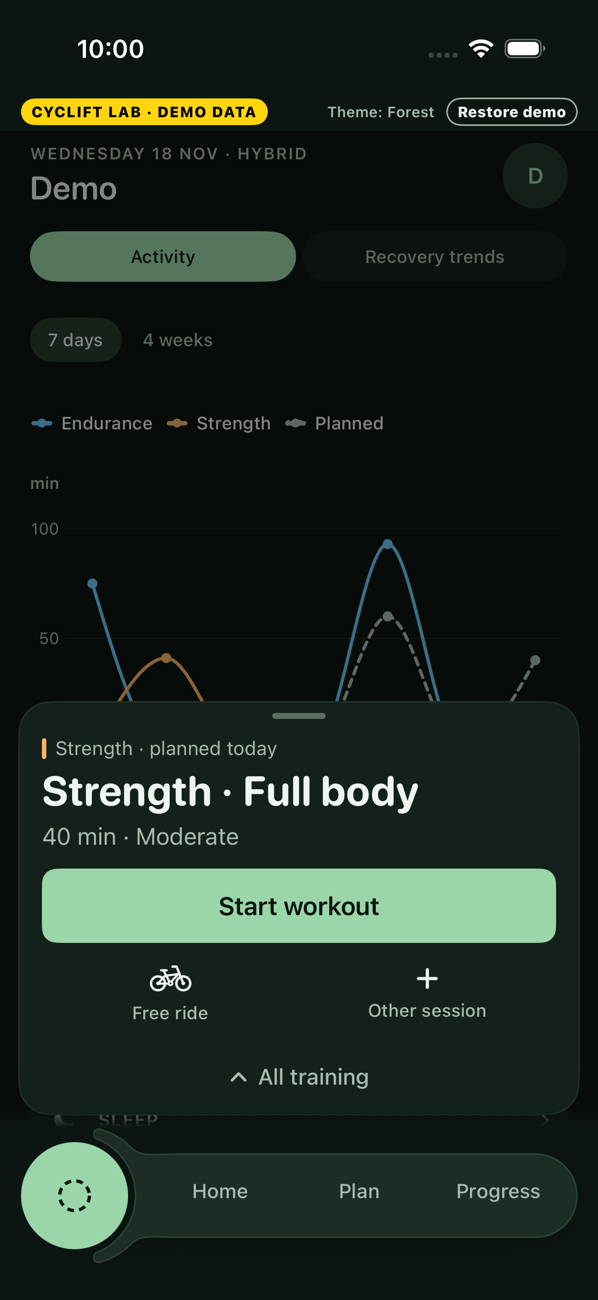 10:00
CYCLIFT LAB · DEMO DATA
Theme: Forest
Restore demo
WEDNESDAY 18 NOV · HYBRID
Demo
D
Activity
Recovery trends
7 days
4 weeks
Endurance
Strength
Planned
min
100
50
Strength · planned today
Strength · Full body
40 min · Moderate
Start workout
Free ride
Other session
All training
SLEEP
Home
Plan
Progress